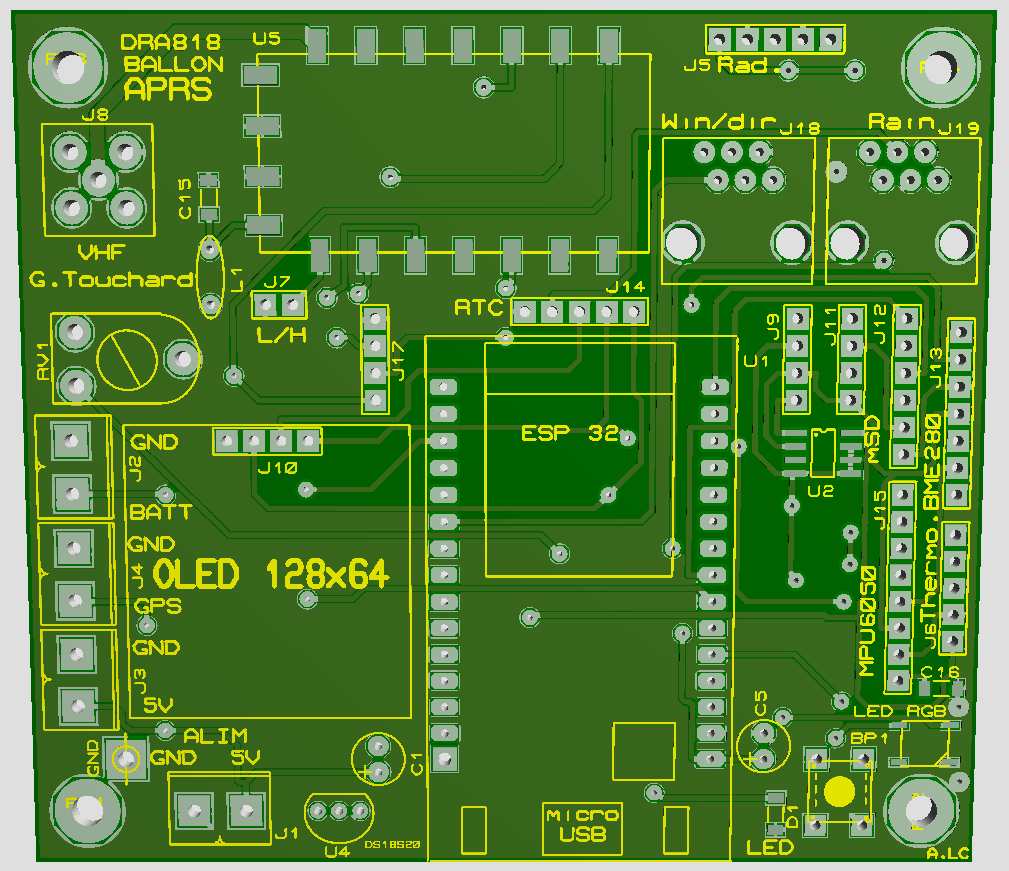 DRA818
BALLON
APRS
U5
J5 Rad.
J8
Win/dir J18
Rain J19
C15
VHF
G.Touchard
L1
J7
L/H
RTC
J14
RV1
J17
U1
J9
J11
J12
J13
ESP 32
GND
J2
BATT
J10
MSD
U2
BME280
GND
J4
GPS
OLED 128x64
J15
MPU6050
J6 Thermo.
GND
J3
5V
C16
LED RGB
GND
GND
ALIM
5V
C1
C5
BP1
J1
U4
DS18S20
Micro
USB
D1
LED
A.LC